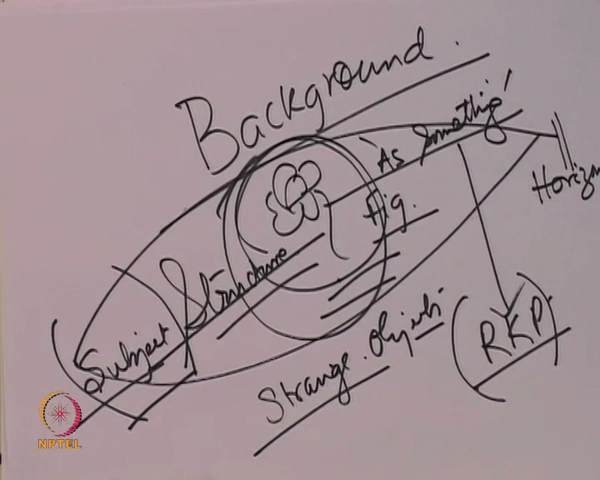 Background.
'As Something'
Fig.
Horizon
Structure
Subject
Strange Objects
(RKP)
NPTEL